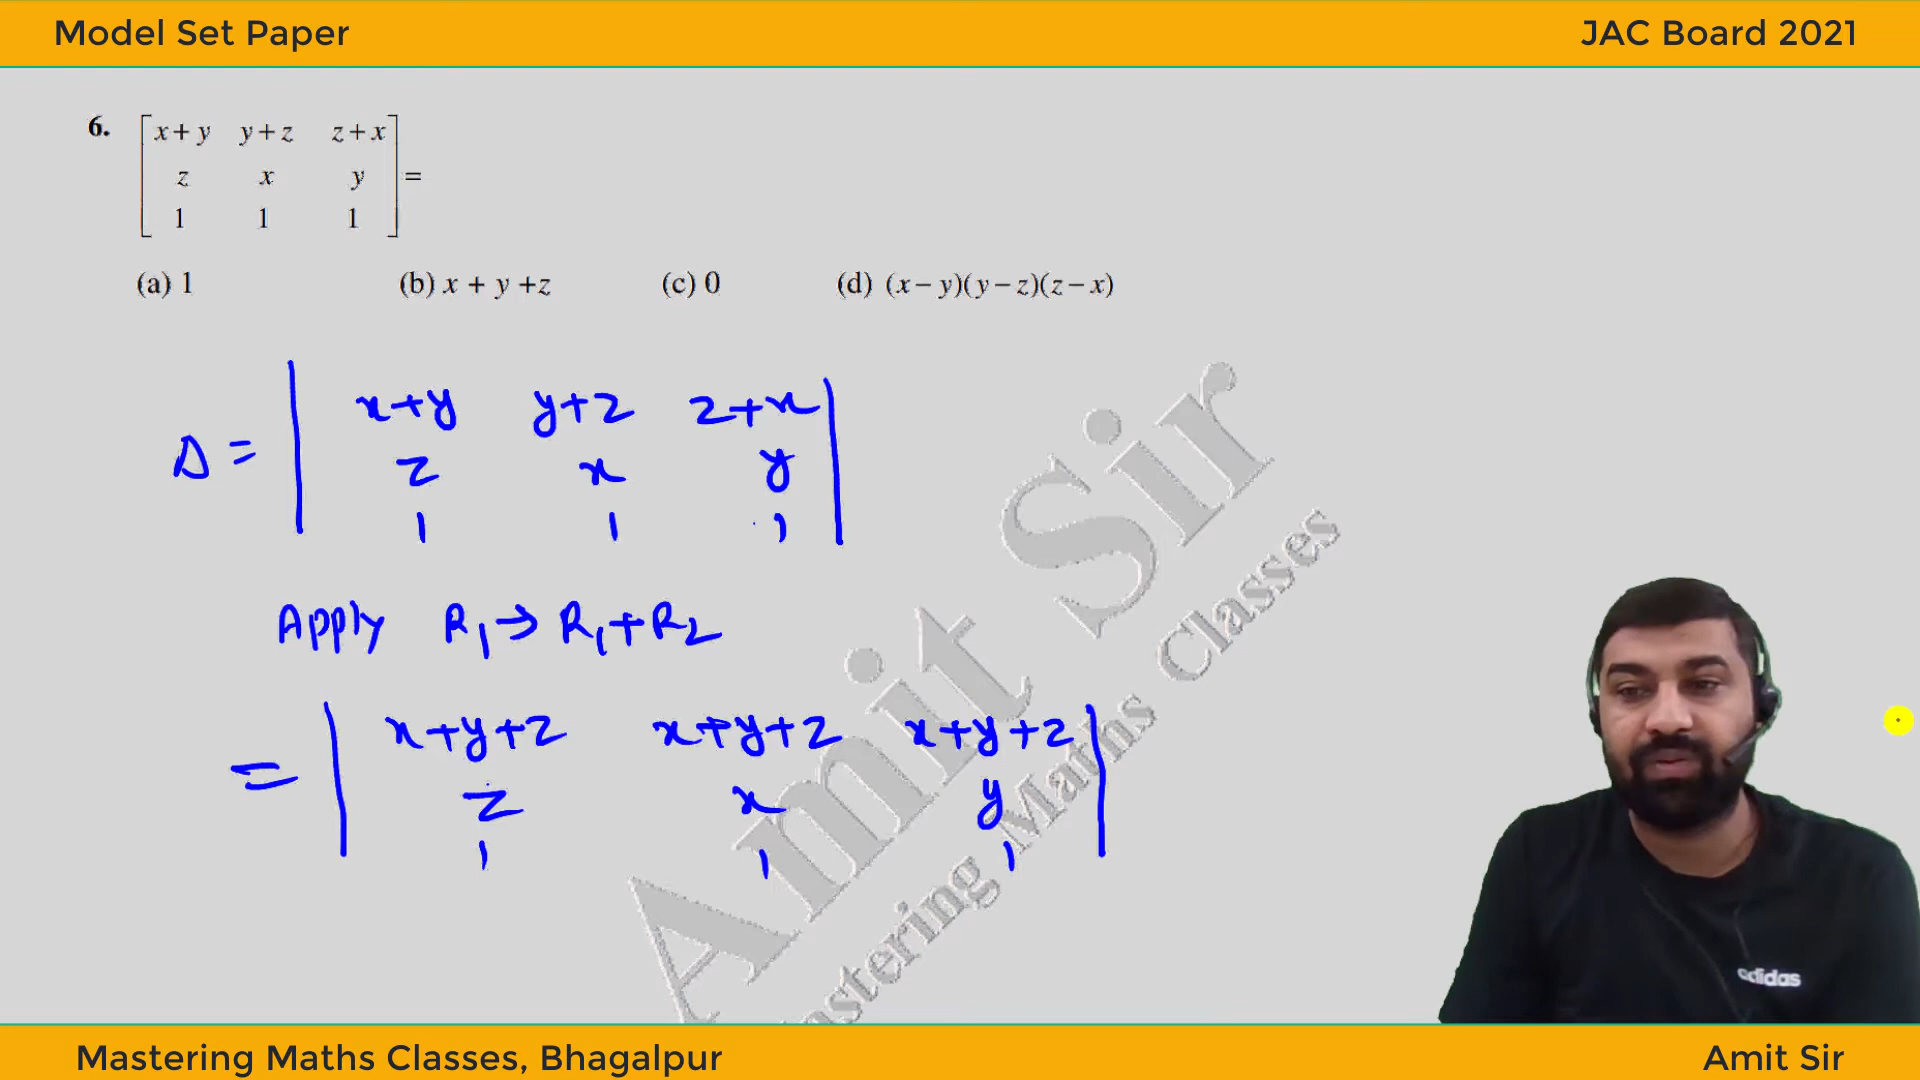 Model Set Paper
JAC Board 2021
6. [x + y y + z z + x
z x y
1 1 1] =
(a) 1 (b) x + y +z (c) 0 (d) (x − y)(y − z)(z − x)
Δ = | x+y y+z z+x |
z x y
1 1 1
Apply R₁→ R₁+R₂
= | x+y+z x+y+z x+y+z |
z x y
1 1 1
Amit Sir
Mastering Maths Classes
adidas
Mastering Maths Classes, Bhagalpur
Amit Sir